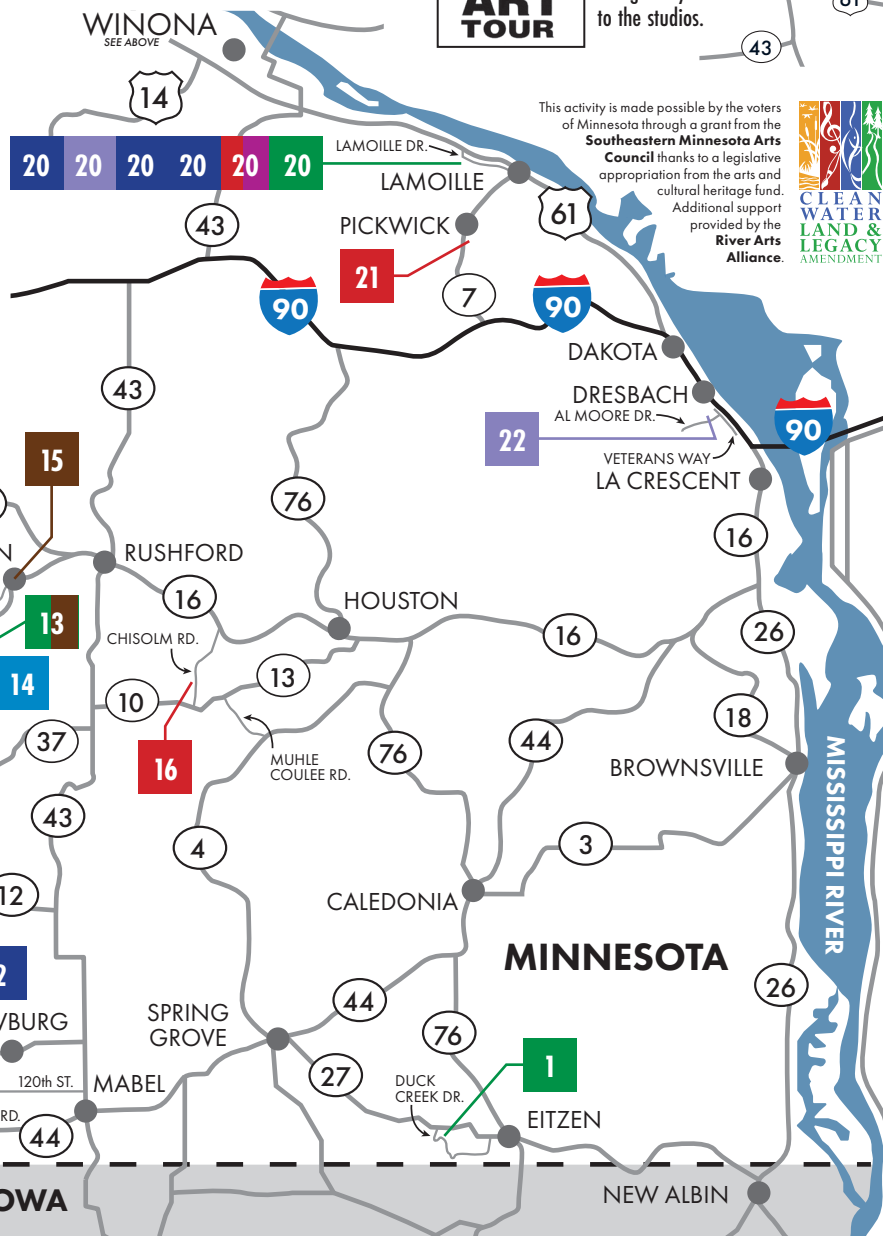 ART
TOUR
to the studios.
61
43
WINONA
SEE ABOVE
14
This activity is made possible by the voters
of Minnesota through a grant from the
Southeastern Minnesota Arts
Council thanks to a legislative
appropriation from the arts and
cultural heritage fund.
Additional support
provided by the
River Arts
Alliance.
CLEAN
WATER
LAND &
LEGACY
AMENDMENT
20 20 20 20 20 20
LAMOILLE DR.
LAMOILLE
43
PICKWICK
61
21
7
90
90
DAKOTA
43
DRESBACH
AL MOORE DR.
22
90
VETERANS WAY
LA CRESCENT
15
76
16
N
RUSHFORD
16
HOUSTON
13
CHISOLM RD.
16
26
14
13
10
18
37
76
44
16
MUHLE
COULEE RD.
BROWNSVILLE
MISSISSIPPI RIVER
43
4
3
12
CALEDONIA
MINNESOTA
2
44
26
SPRING
GROVE
76
VBURG
27
1
120th ST.
MABEL
DUCK
CREEK DR.
RD.
44
EITZEN
OWA
NEW ALBIN